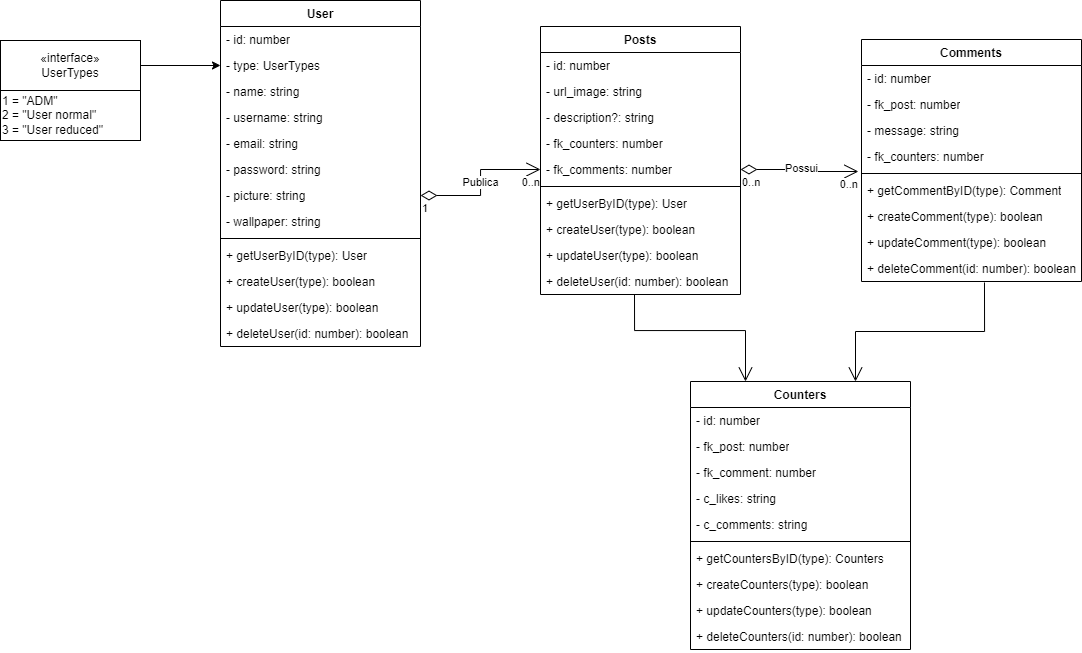 «interface»
UserTypes
1 = "ADM"
2 = "User normal"
3 = "User reduced"
User
- id: number
- type: UserTypes
- name: string
- username: string
- email: string
- password: string
- picture: string
- wallpaper: string
+ getUserByID(type): User
+ createUser(type): boolean
+ updateUser(type): boolean
+ deleteUser(id: number): boolean
1
Publica
0..n
Posts
- id: number
- url_image: string
- description?: string
- fk_counters: number
- fk_comments: number
+ getUserByID(type): User
+ createUser(type): boolean
+ updateUser(type): boolean
+ deleteUser(id: number): boolean
0..n
Possui
0..n
Comments
- id: number
- fk_post: number
- message: string
- fk_counters: number
+ getCommentByID(type): Comment
+ createComment(type): boolean
+ updateComment(type): boolean
+ deleteComment(id: number): boolean
Counters
- id: number
- fk_post: number
- fk_comment: number
- c_likes: string
- c_comments: string
+ getCountersByID(type): Counters
+ createCounters(type): boolean
+ updateCounters(type): boolean
+ deleteCounters(id: number): boolean